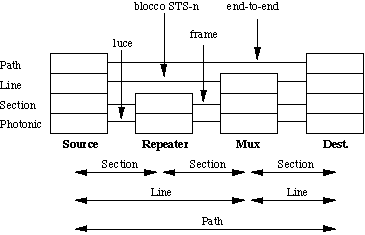 blocco STS-n end-to-end
luce frame
Path
Line
Section
Photonic
Source Repeater Mux Dest.
Section Section Section
Line Line
Path